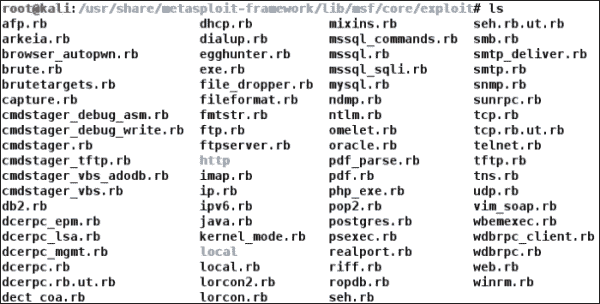 root@kali:/usr/share/metasploit-framework/lib/msf/core/exploit# ls
afp.rb dhcp.rb mixins.rb seh.rb.ut.rb
arkeia.rb dialup.rb mssql_commands.rb smb.rb
browser_autopwn.rb egghunter.rb mssql.rb smtp_deliver.rb
brute.rb exe.rb mssql_sqli.rb smtp.rb
brutetargets.rb file_dropper.rb mysql.rb snmp.rb
capture.rb fileformat.rb ndmp.rb sunrpc.rb
cmdstager_debug_asm.rb fmtstr.rb ntlm.rb tcp.rb
cmdstager_debug_write.rb ftp.rb omelet.rb tcp.rb.ut.rb
cmdstager.rb ftpserver.rb oracle.rb telnet.rb
cmdstager_tftp.rb http pdf_parse.rb tftp.rb
cmdstager_vbs_adodb.rb imap.rb pdf.rb tns.rb
cmdstager_vbs.rb ip.rb php_exe.rb udp.rb
db2.rb ipv6.rb pop2.rb vim_soap.rb
dcerpc_epm.rb java.rb postgres.rb wbemexec.rb
dcerpc_lsa.rb kernel_mode.rb psexec.rb wdbrpc_client.rb
dcerpc_mgmt.rb local realport.rb wdbrpc.rb
dcerpc.rb local.rb riff.rb web.rb
dcerpc.rb.ut.rb lorcon2.rb ropdb.rb winrm.rb
dect_coa.rb lorcon.rb seh.rb